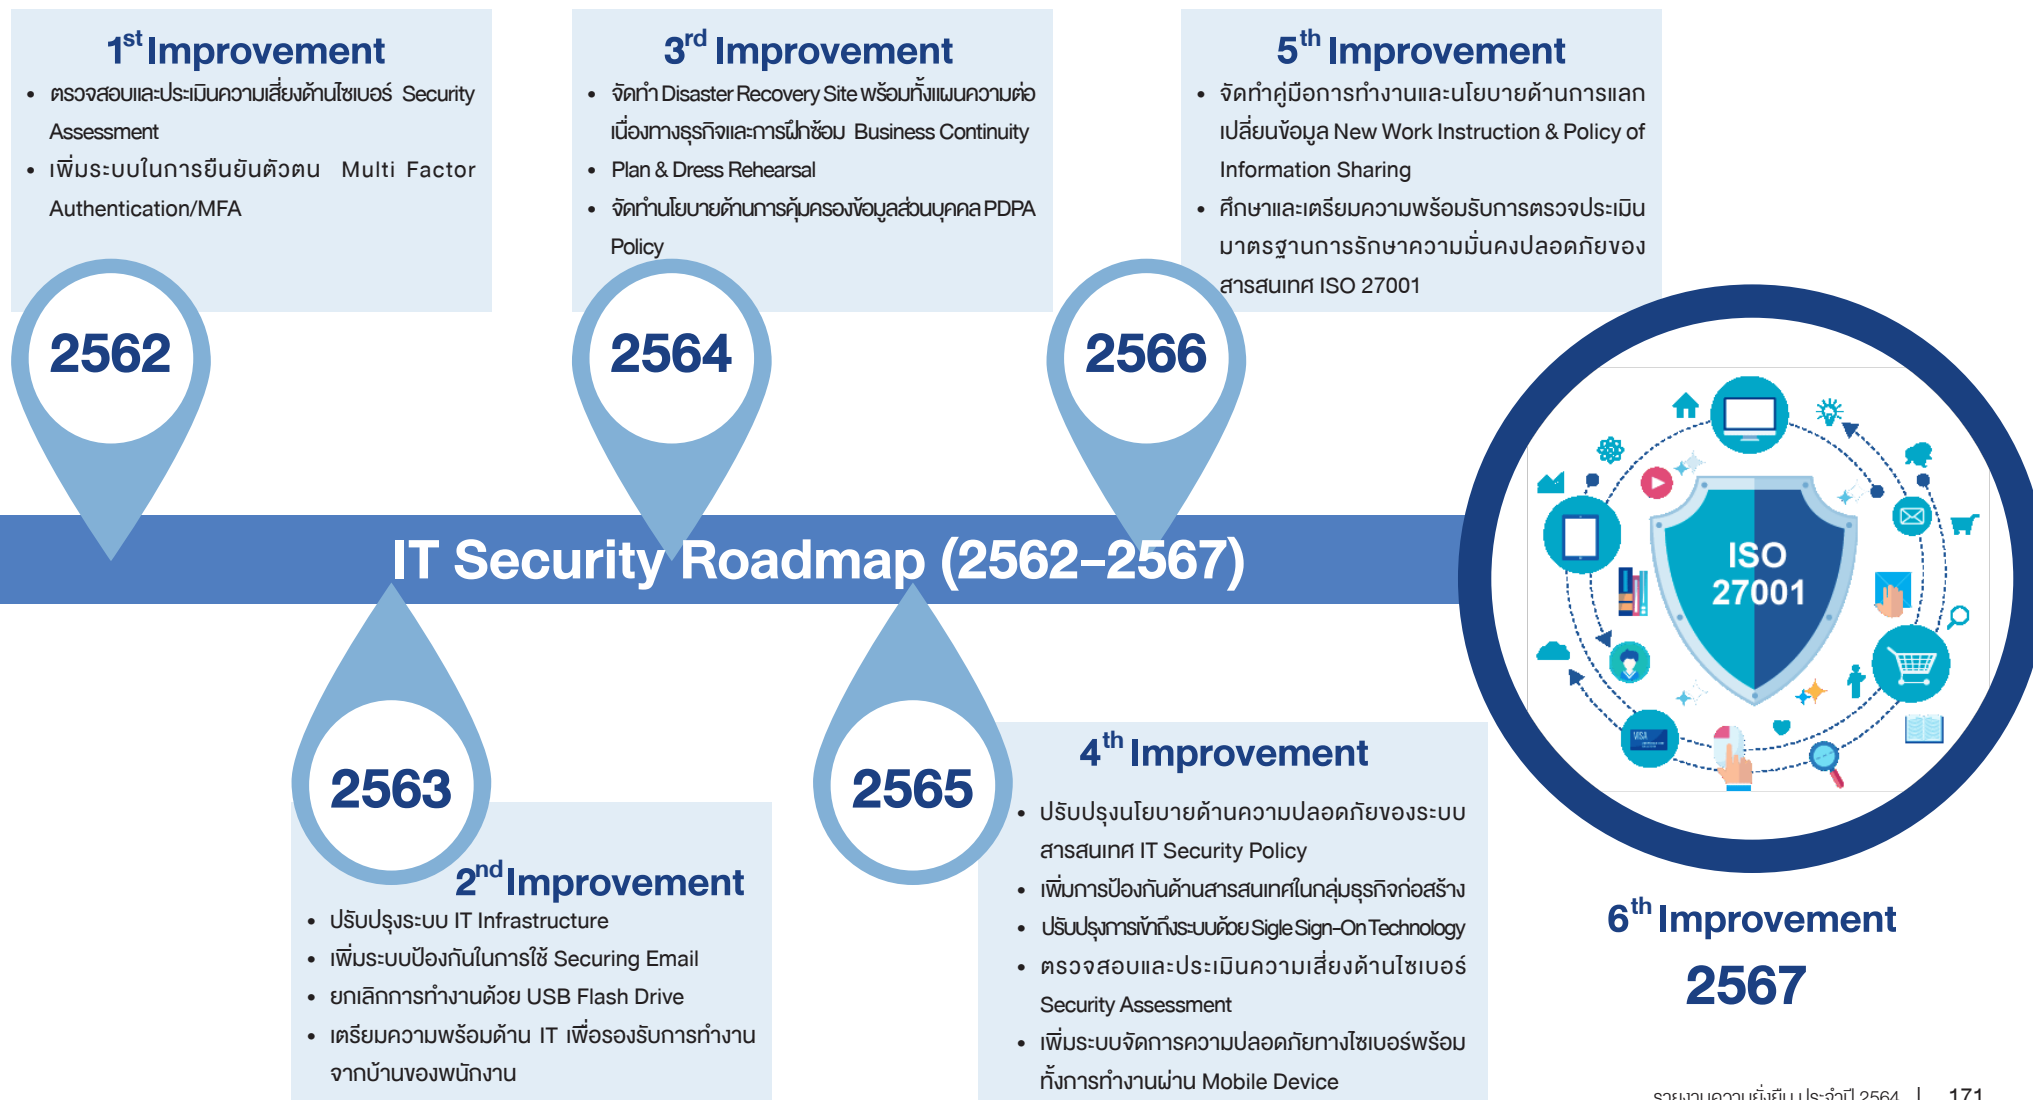 1st Improvement
• ตรวจสอบและประเมินความเสี่ยงด้านไซเบอร์ Security
Assessment
• เพิ่มระบบในการยืนยันตัวตน Multi Factor
Authentication/MFA
2562
3rd Improvement
• จัดทำ Disaster Recovery Site พร้อมทั้งแผนความต่อ
เนื่องทางธุรกิจและการฝึกซ้อม Business Continuity
• Plan & Dress Rehearsal
• จัดทำนโยบายด้านการคุ้มครองข้อมูลส่วนบุคคล PDPA
Policy
2564
5th Improvement
• จัดทำคู่มือการทำงานและนโยบายด้านการแลก
เปลี่ยนข้อมูล New Work Instruction & Policy of
Information Sharing
• ศึกษาและเตรียมความพร้อมรับการตรวจประเมิน
มาตรฐานการรักษาความมั่นคงปลอดภัยของ
สารสนเทศ ISO 27001
2566
IT Security Roadmap (2562–2567)
ISO
27001
2563
2nd Improvement
• ปรับปรุงระบบ IT Infrastructure
• เพิ่มระบบป้องกันในการใช้ Securing Email
• ยกเลิกการทำงานด้วย USB Flash Drive
• เตรียมความพร้อมด้าน IT เพื่อรองรับการทำงาน
จากบ้านของพนักงาน
2565
4th Improvement
• ปรับปรุงนโยบายด้านความปลอดภัยของระบบ
สารสนเทศ IT Security Policy
• เพิ่มการป้องกันด้านสารสนเทศในกลุ่มธุรกิจก่อสร้าง
• ปรับปรุงการเข้าถึงระบบด้วย Sigle Sign-On Technology
• ตรวจสอบและประเมินความเสี่ยงด้านไซเบอร์
Security Assessment
• เพิ่มระบบจัดการความปลอดภัยทางไซเบอร์พร้อม
ทั้งการทำงานผ่าน Mobile Device
6th Improvement
2567
รายงานความยั่งยืน ประจำปี 2564 | 171